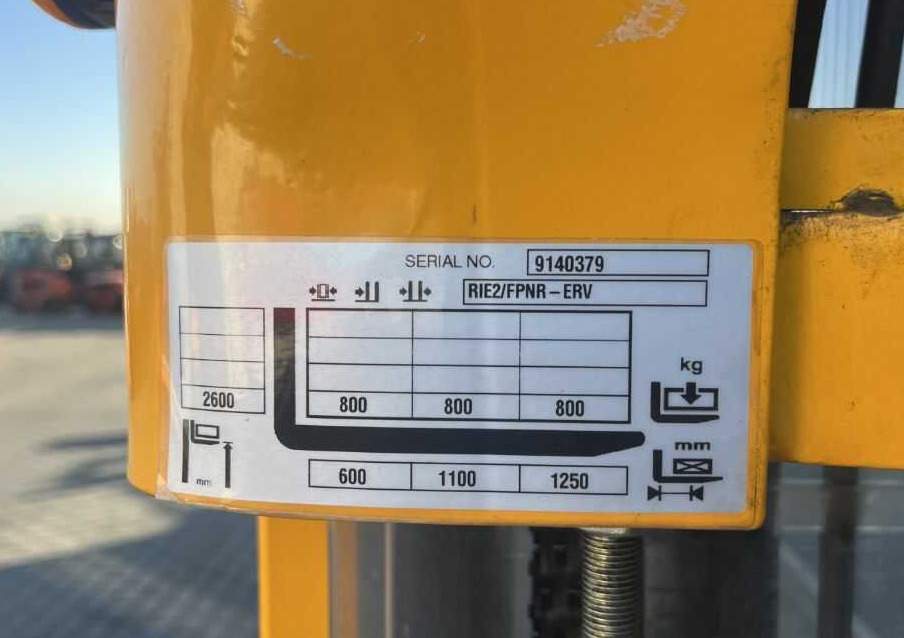 SERIAL NO. 9140379
RIE2/FPNR-ERV
kg
2600 800 800 800
mm
mm
600 1100 1250